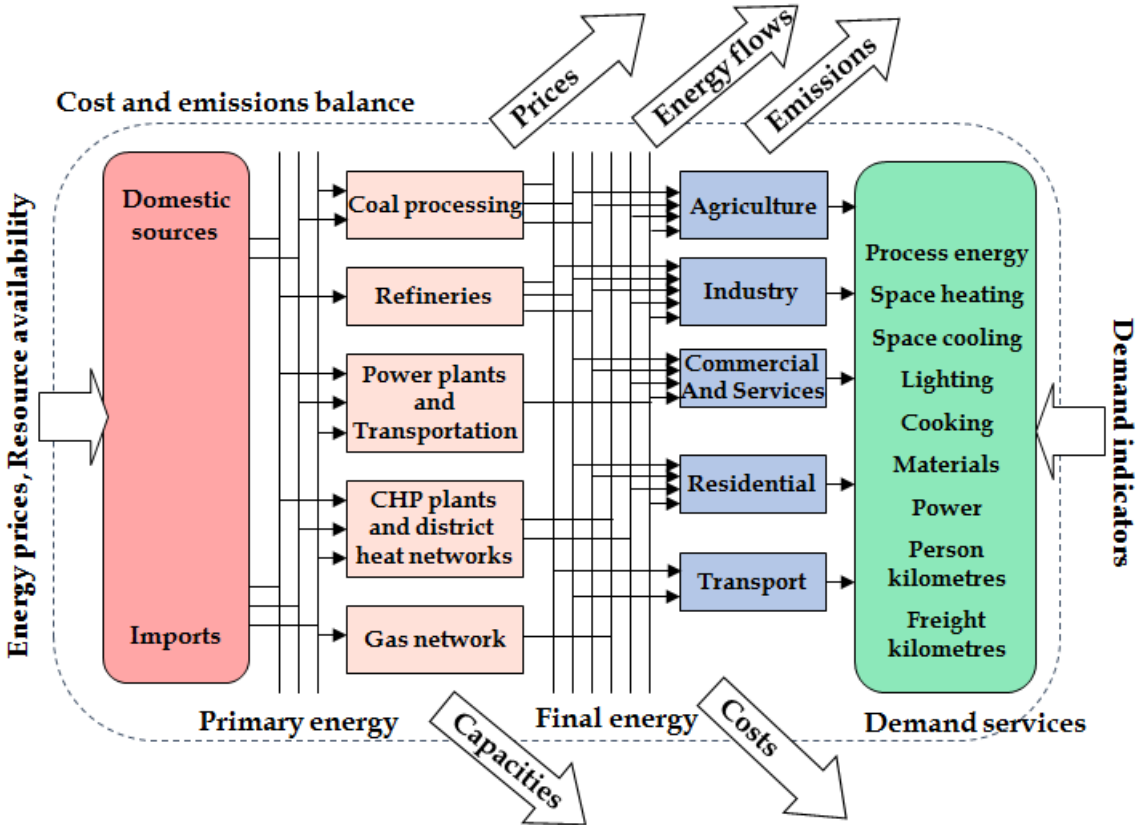 Prices
Energy flows
Emissions
Cost and emissions balance
Energy prices, Resource availability
Domestic
sources
Imports
Primary energy
Coal processing
Refineries
Power plants
and
Transportation
CHP plants
and district
heat networks
Gas network
Final energy
Agriculture
Industry
Commercial
And Services
Residential
Transport
Process energy
Space heating
Space cooling
Lighting
Cooking
Materials
Power
Person
kilometres
Freight
kilometres
Demand services
Demand indicators
Capacities
Costs